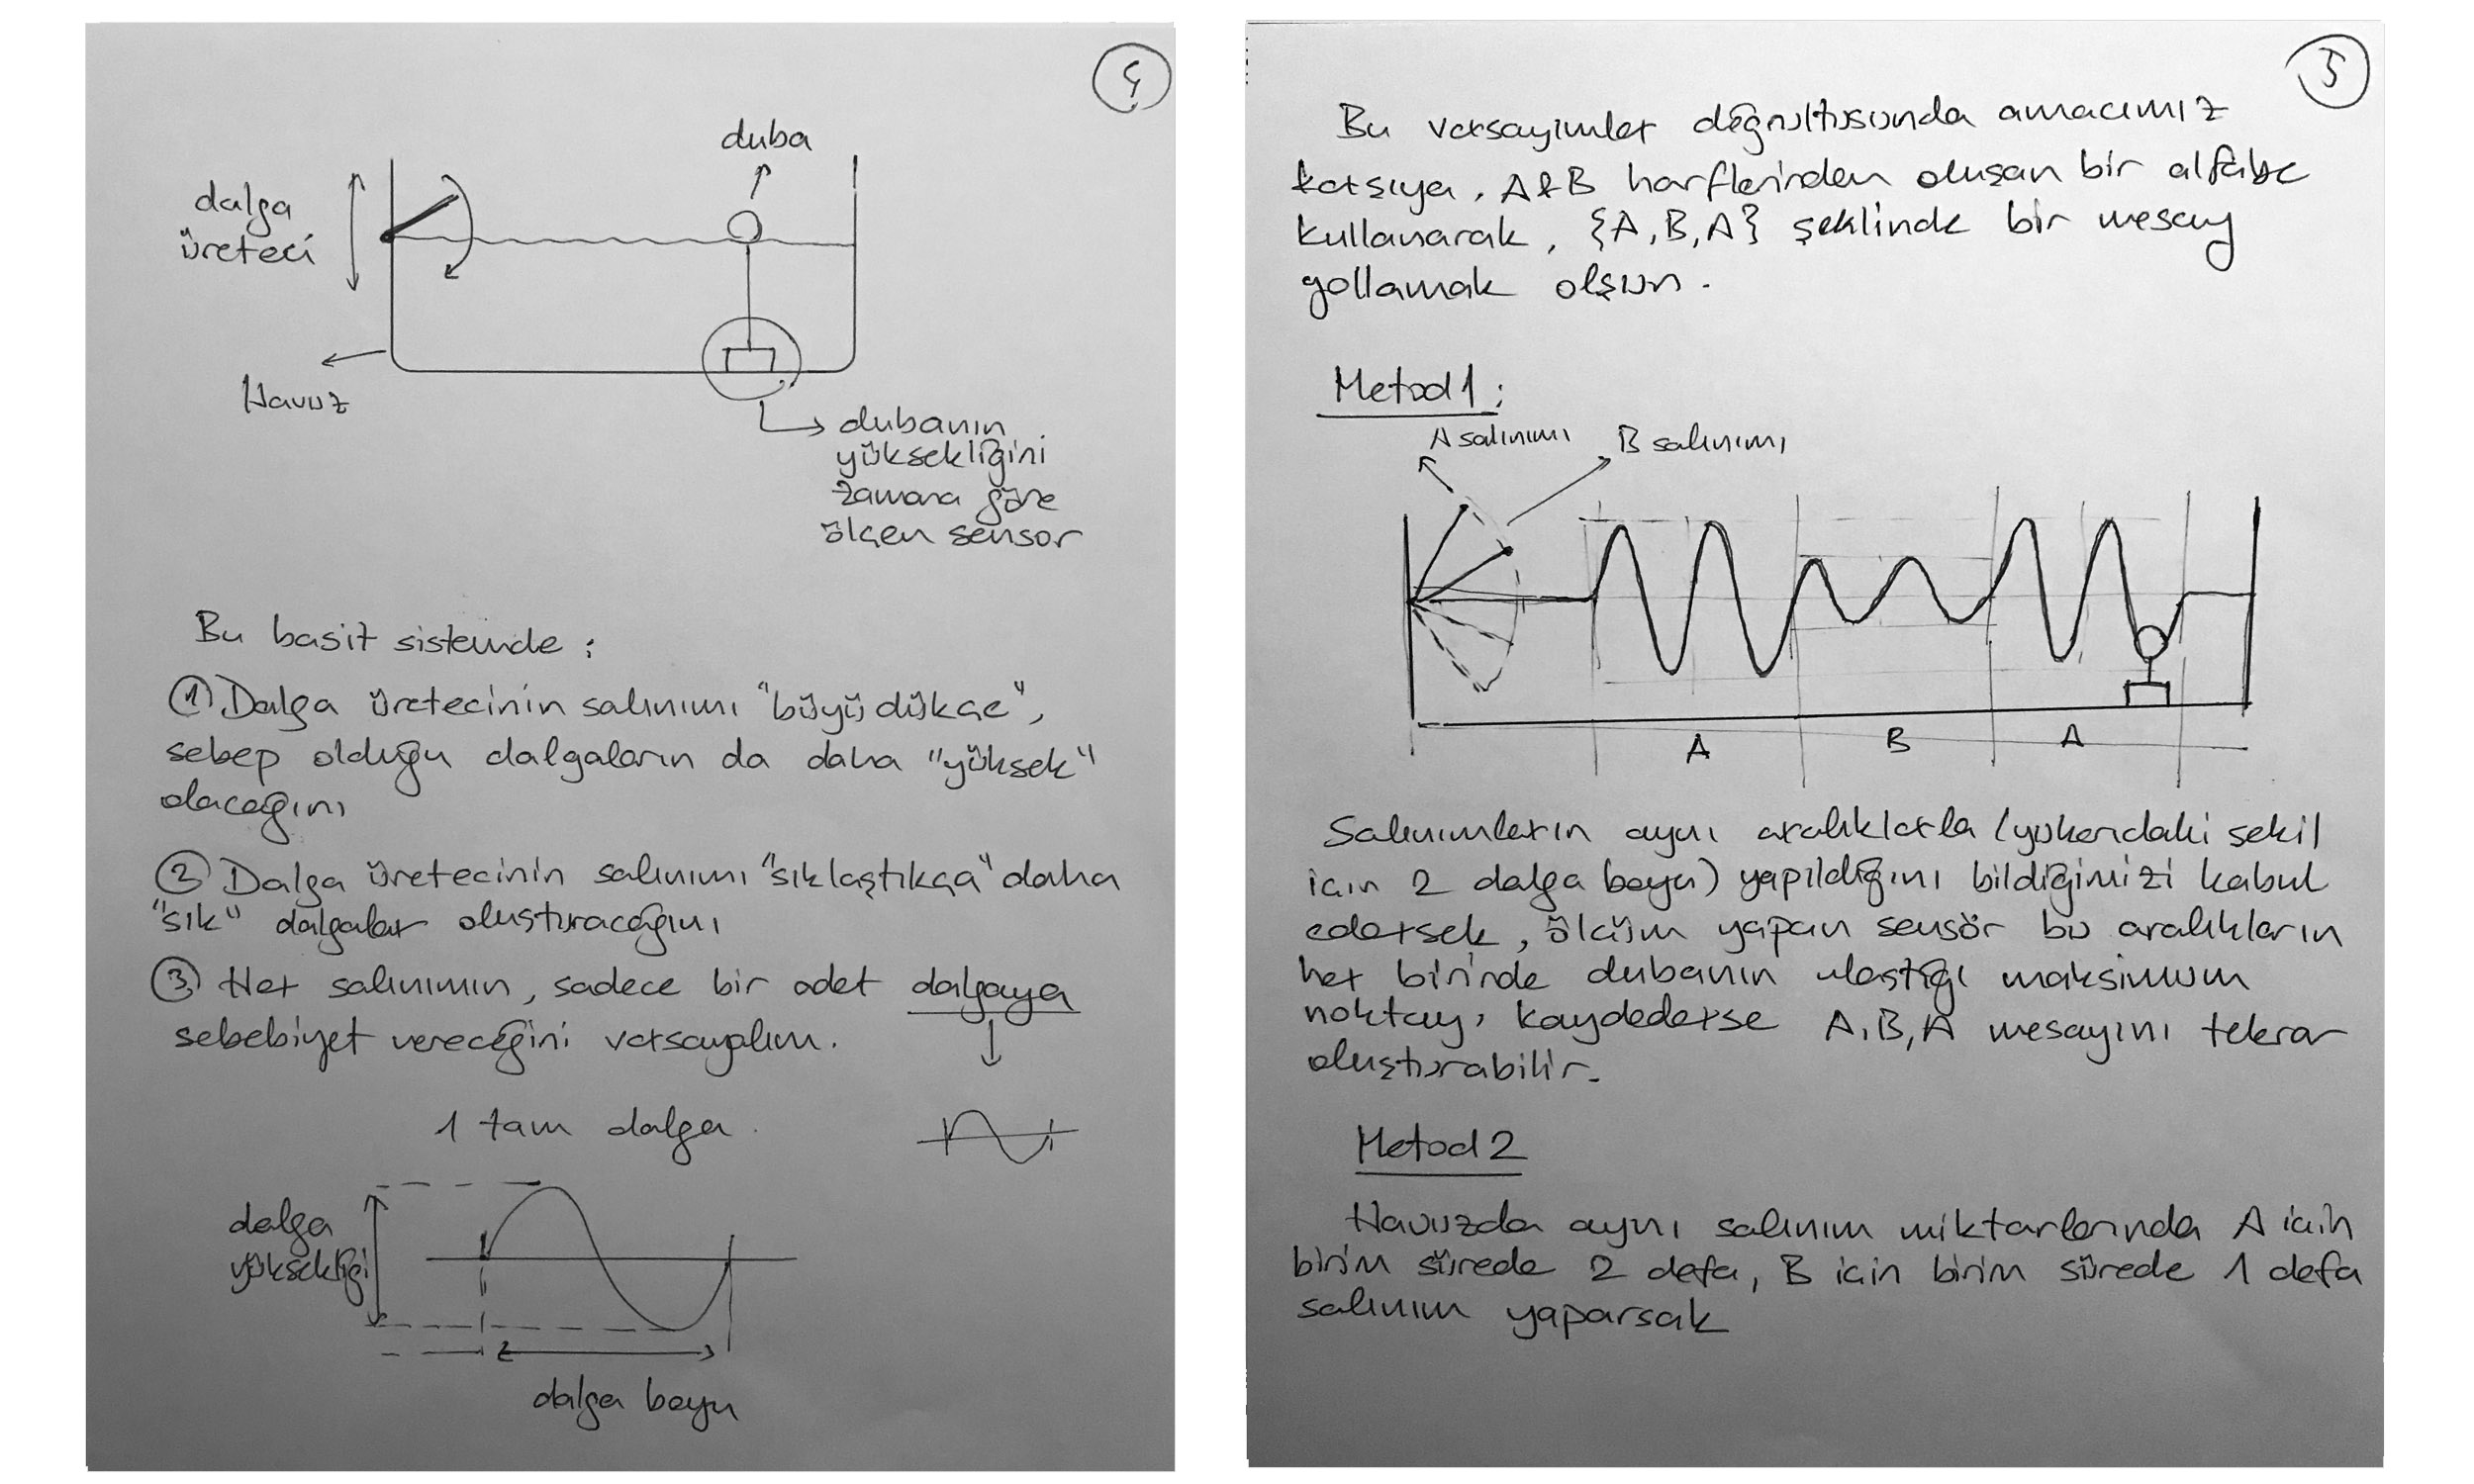 4
duba
dalga
üreteci
Havuz
dubanın
yüksekliğini
zamana göre
ölçen sensor
Bu basit sistemde :
① Dalga üretecinin salınımı "büyüdükçe",
sebep olduğu dalgaların da daha "yüksek"
olacağını
② Dalga üretecinin salınımı "sıklaştıkça" daha
"sık" dalgalar oluşturacağını
③ Her salınımın, sadece bir adet dalgaya
sebebiyet vereceğini varsayalım.
1 tam dalga
dalga
yüksekliği
dalga boyu
5
Bu varsayımlar doğrultusunda amacımız
karşıya, A&B harflerinden oluşan bir alfabe
kullanarak, {A,B,A} şeklinde bir mesaj
yollamak olsun.
Metod 1 :
A salınımı
B salınımı
A
B
A
Salınımların aynı aralıklarla (yukarıdaki şekil
için 2 dalga boyu) yapıldığını bildiğimizi kabul
edersek, ölçüm yapan sensör bu aralıkların
her birinde dubanın ulaştığı maksimum
noktayı kaydederse A,B,A mesajını tekrar
oluşturabilir.
Metod 2
Havuzda aynı salınım miktarlarında A için
birim sürede 2 defa, B için birim sürede 1 defa
salınım yaparsak